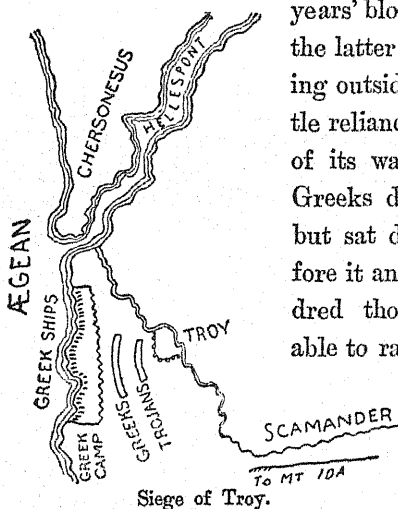 years' blo
the latter
ing outsid
tle relianc
of its wa
Greeks d
but sat d
fore it an
dred tho
able to ra
CHERSONESUS
HELLESPONT
ÆGEAN
GREEK SHIPS
GREEK CAMP
GREEKS
TROJANS
TROY
SCAMANDER
TO MT IDA
Siege of Troy.